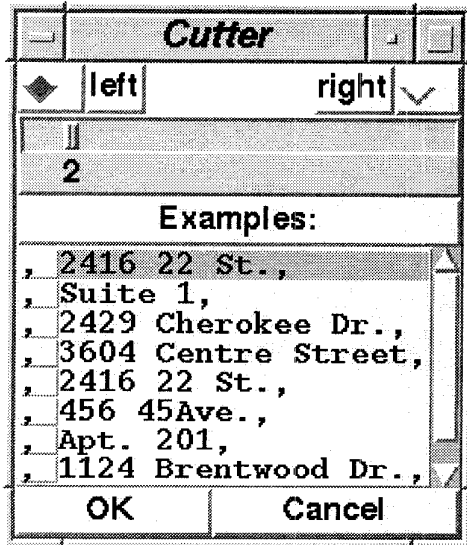 Cutter
left right
2
Examples:
, 2416 22 St.,
, Suite 1,
, 2429 Cherokee Dr.,
, 3604 Centre Street,
, 2416 22 St.,
, 456 45Ave.,
, Apt. 201,
, 1124 Brentwood Dr.,
OK Cancel